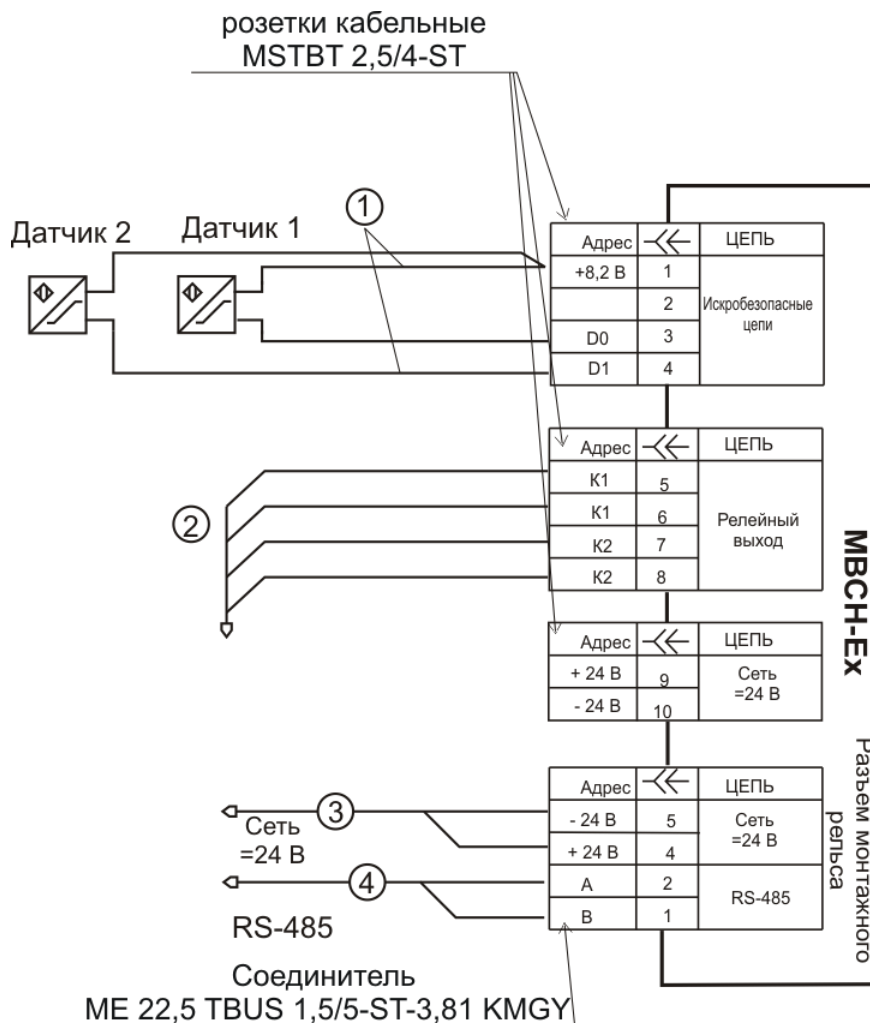 розетки кабельные
MSTBT 2,5/4-ST
1
Датчик 2
Датчик 1
Адрес ЦЕПЬ
+8,2 В 1
2
D0 3
D1 4
Искробезопасные
цепи
Адрес ЦЕПЬ
К1 5
К1 6
К2 7
К2 8
Релейный
выход
2
Адрес ЦЕПЬ
+ 24 В 9
- 24 В 10
Сеть
=24 В
MBCH-Ex
Адрес ЦЕПЬ
- 24 В 5
+ 24 В 4
Сеть
=24 В
А 2
В 1
RS-485
Разъем монтажного
рельса
3
Сеть
=24 В
4
RS-485
Соединитель
ME 22,5 TBUS 1,5/5-ST-3,81 KMGY